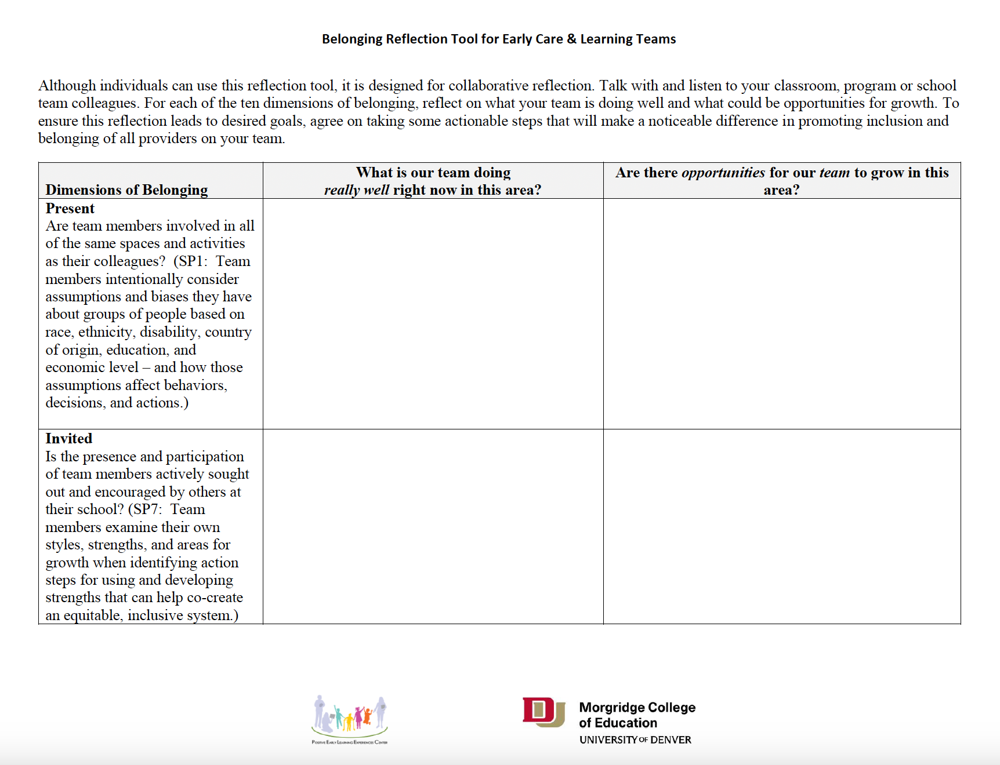 Belonging Reflection Tool for Early Care & Learning Teams
Although individuals can use this reflection tool, it is designed for collaborative reflection. Talk with and listen to your classroom, program or school
team colleagues. For each of the ten dimensions of belonging, reflect on what your team is doing well and what could be opportunities for growth. To
ensure this reflection leads to desired goals, agree on taking some actionable steps that will make a noticeable difference in promoting inclusion and
belonging of all providers on your team.
Dimensions of Belonging
What is our team doing
really well right now in this area?
Are there opportunities for our team to grow in this
area?
Present
Are team members involved in all
of the same spaces and activities
as their colleagues?  (SP1:  Team
members intentionally consider
assumptions and biases they have
about groups of people based on
race, ethnicity, disability, country
of origin, education, and
economic level – and how those
assumptions affect behaviors,
decisions, and actions.)
Invited
Is the presence and participation
of team members actively sought
out and encouraged by others at
their school? (SP7:  Team
members examine their own
styles, strengths, and areas for
growth when identifying action
steps for using and developing
strengths that can help co-create
an equitable, inclusive system.)
Positive Early Learning Experiences Center
DU
Morgridge College
of Education
UNIVERSITY OF DENVER